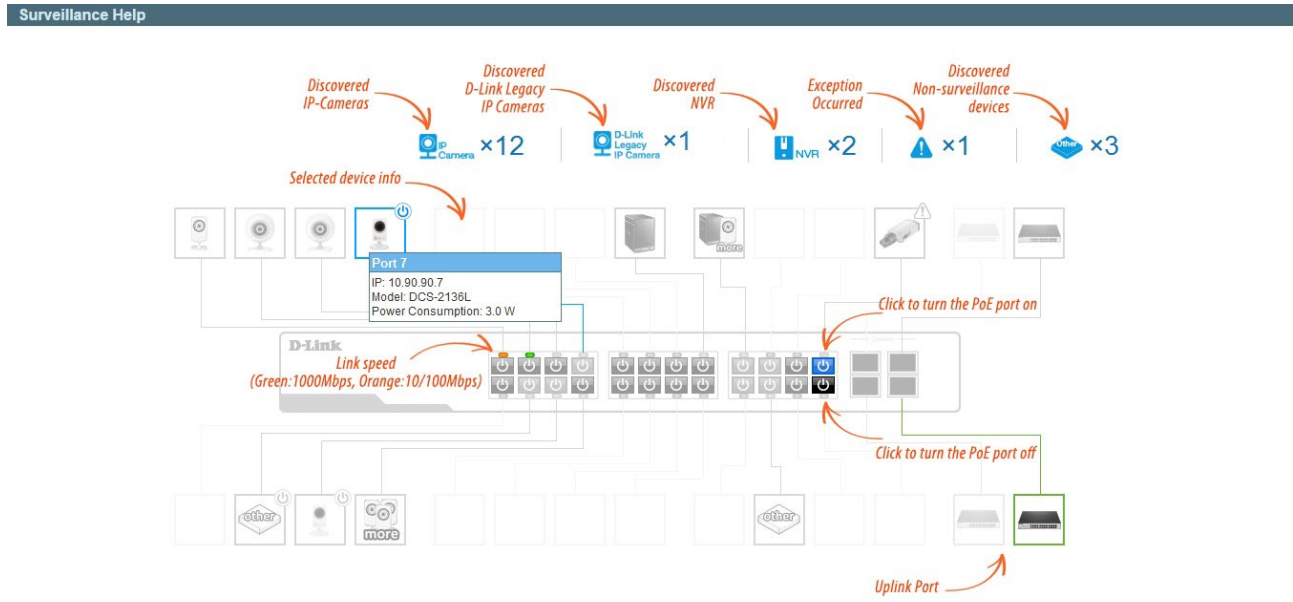 Surveillance Help
Discovered
IP-Cameras
Discovered
D-Link Legacy
IP Cameras
Discovered
NVR
Exception
Occurred
Discovered
Non-surveillance
devices
IP
Camera
×12
D-Link
Legacy
IP Camera
×1
NVR
×2
×1
Other
×3
Selected device info
more
Port 7
IP: 10.90.90.7
Model: DCS-2136L
Power Consumption: 3.0 W
Click to turn the PoE port on
D-Link
Link speed
(Green:1000Mbps, Orange:10/100Mbps)
Click to turn the PoE port off
other
more
other
Uplink Port